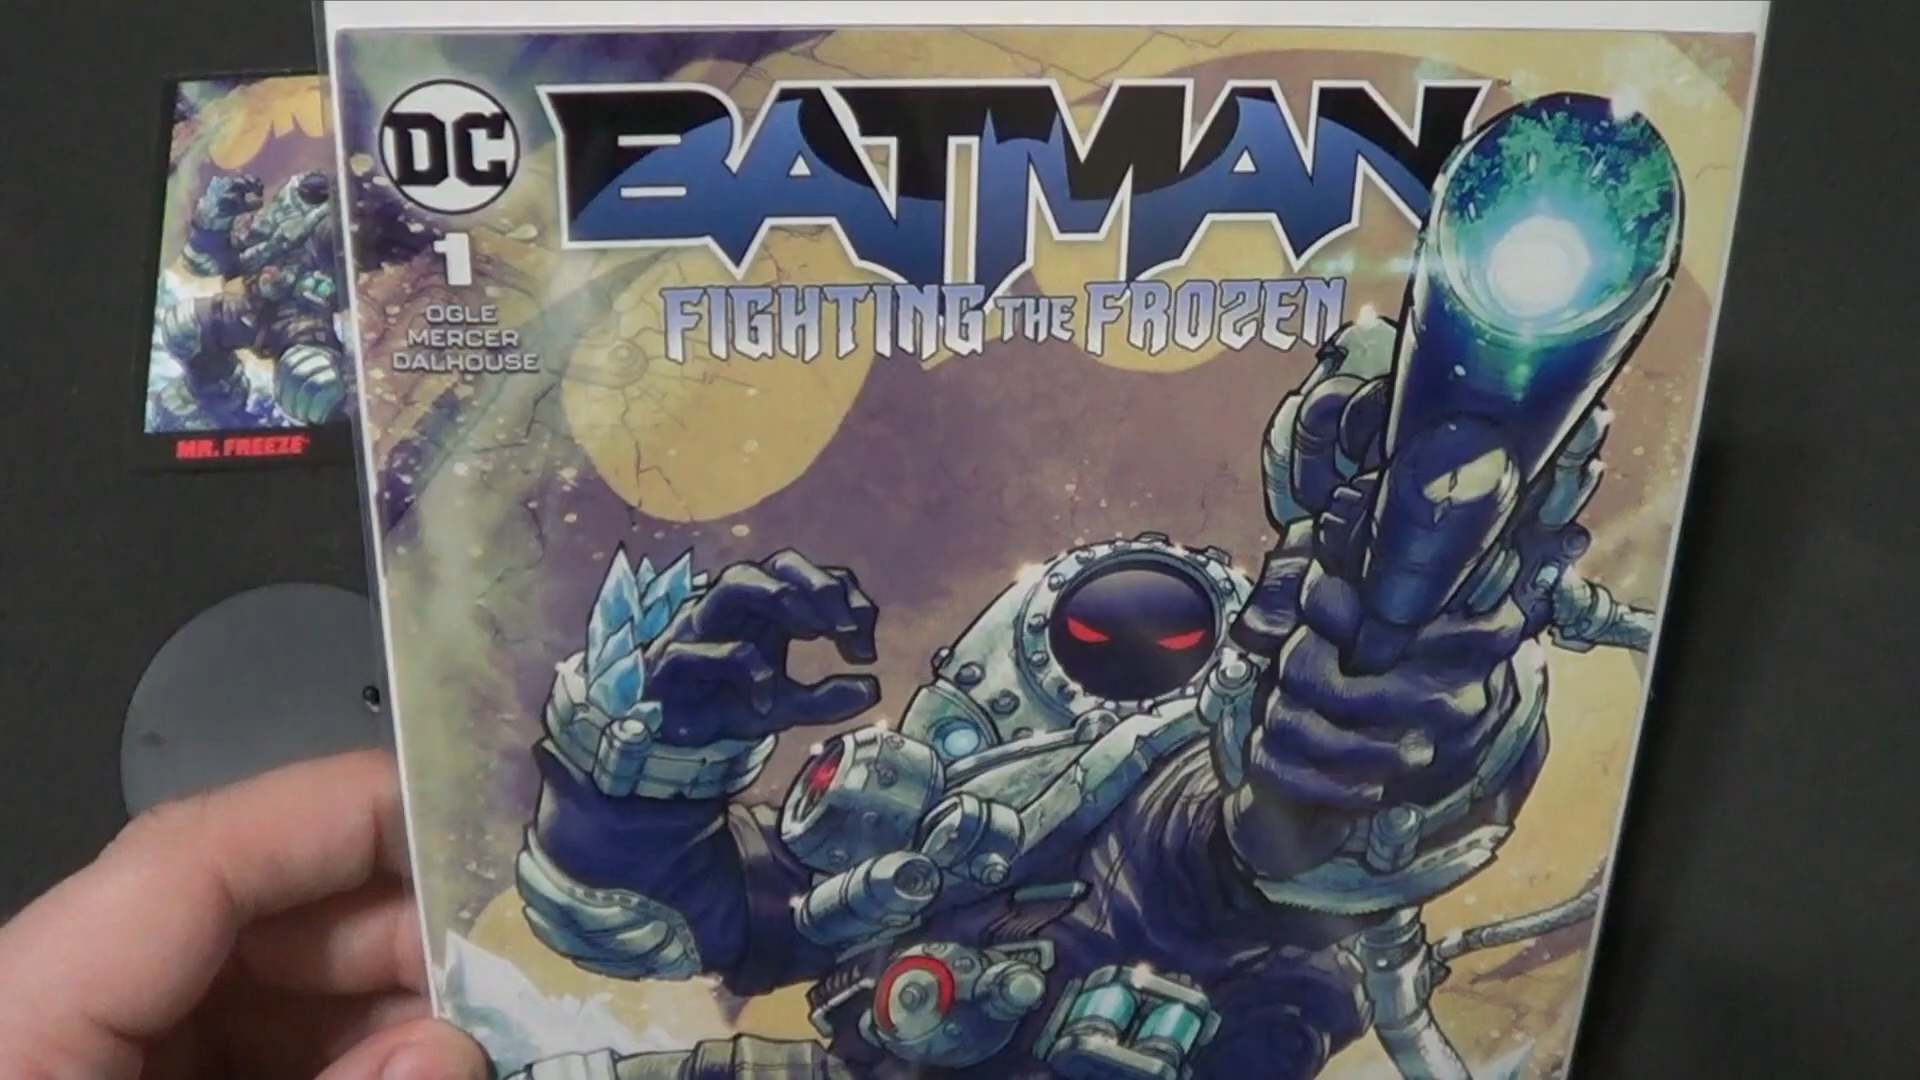 DC
BATMAN
FIGHTING THE FROZEN
1
OGLE
MERCER
DALHOUSE
MR. FREEZE